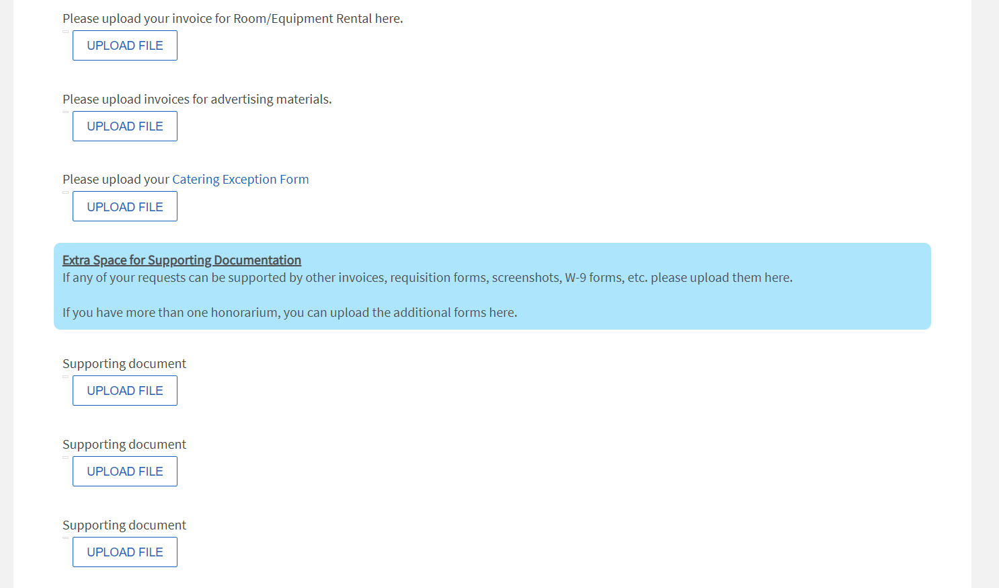 Please upload your invoice for Room/Equipment Rental here.
UPLOAD FILE
Please upload invoices for advertising materials.
UPLOAD FILE
Please upload your Catering Exception Form
UPLOAD FILE
Extra Space for Supporting Documentation
If any of your requests can be supported by other invoices, requisition forms, screenshots, W-9 forms, etc. please upload them here.
If you have more than one honorarium, you can upload the additional forms here.
Supporting document
UPLOAD FILE
Supporting document
UPLOAD FILE
Supporting document
UPLOAD FILE